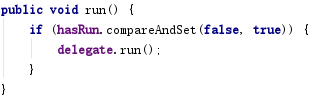 public void run() {
    if (hasRun.compareAndSet(false, true)) {
        delegate.run();
    }
}